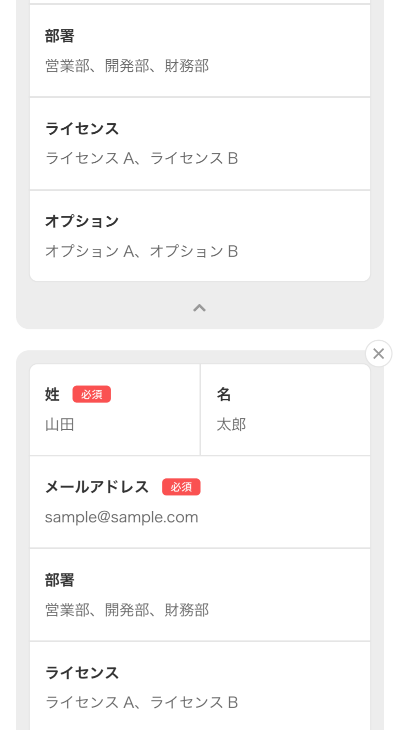 部署
営業部、開発部、財務部
ライセンス
ライセンス A、ライセンス B
オプション
オプション A、オプション B
姓 必須 名
山田 太郎
メールアドレス 必須
sample@sample.com
部署
営業部、開発部、財務部
ライセンス
ライセンス A、ライセンス B